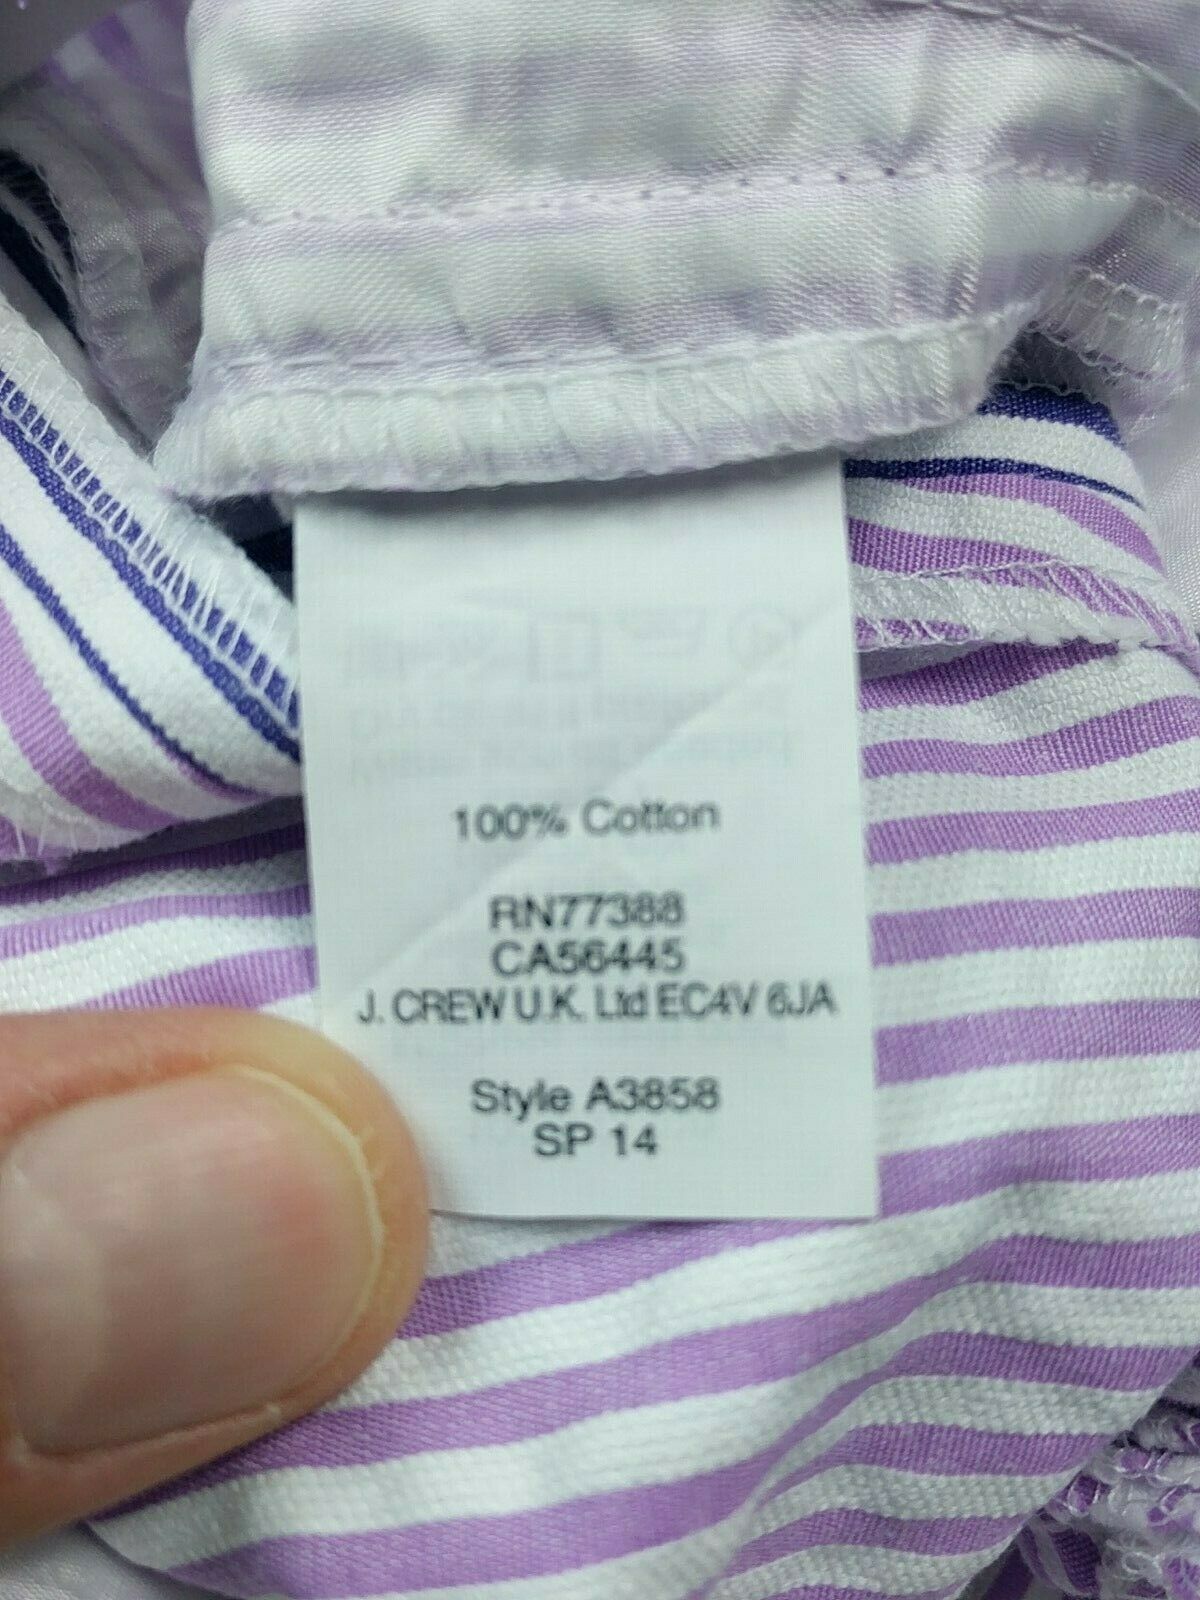 100% Cotton
RN77388
CA56445
J. CREW U.K. Ltd EC4V 6JA
Style A3858
SP 14